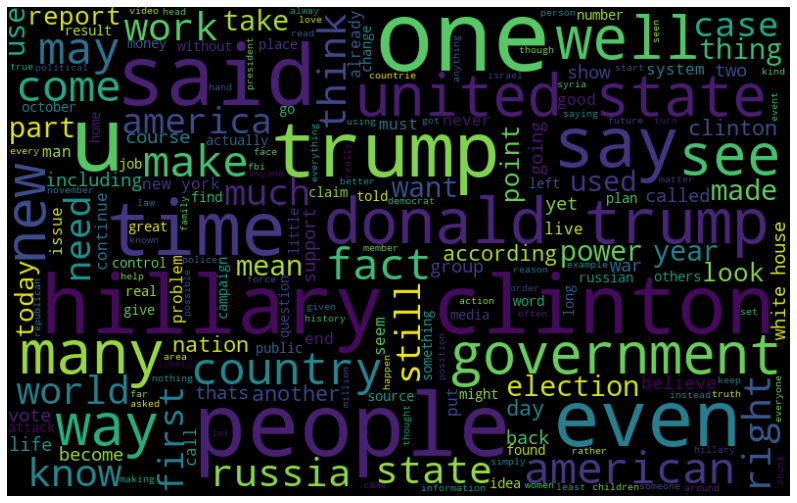 report
work
head
video
take
alway
love
read
one
well
person
number
case
use
result
money
without
place
already
change
seen
though
thing
may
said
think
countrie
anything
israel
show
system
two
true
political
president
hand
syria
start
kind
come
october
united state
good
event
part
america
go
using
must
got
never
saying
future
turn
home
course
actually
u
trump
say
see
every
man
job
fbi
face
make
everything
really
going
clinton
matter
including
anyone
much
want
point
used
left
plan
made
new
november
new york
better
claim
told
democrat
called
yet
need
law
find
family
little
support
time
donald trump
live
issue
continue
great
known
police
member
according
power
year
today
control
mean
fact
group
war
look
white house
problem
help
possible
campaign
force
question
russian
reason
example
others
republican
real
give
given
history
word
long
action
order
often
set
hillary clinton
seem
end
media
many
nation
public
still
something
government
area
likely
country
happen
position
world
nothing
million
election
far
asked
thats
another
source
believe
instead
keep
truth
way
first
vote
might
put
right
everyone
attack
even
day
life
call
people
thought
back
hillary
become
lot
found
simply
rather
know
russia
state
idea
american
making
came
information
women
least
children
someone
around
china